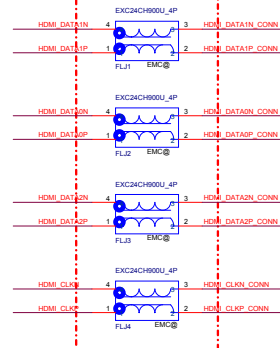 EXC24CH900U_4P
HDMI_DATA1N 4 3 HDMI_DATA1N_CONN
HDMI_DATA1P 1 2 HDMI_DATA1P_CONN
FLJ1 EMC@
EXC24CH900U_4P
HDMI_DATA0N 4 3 HDMI_DATA0N_CONN
HDMI_DATA0P 1 2 HDMI_DATA0P_CONN
FLJ2 EMC@
EXC24CH900U_4P
HDMI_DATA2N 4 3 HDMI_DATA2N_CONN
HDMI_DATA2P 1 2 HDMI_DATA2P_CONN
FLJ3 EMC@
EXC24CH900U_4P
HDMI_CLKN 4 3 HDMI_CLKN_CONN
HDMI_CLKP 1 2 HDMI_CLKP_CONN
FLJ4 EMC@